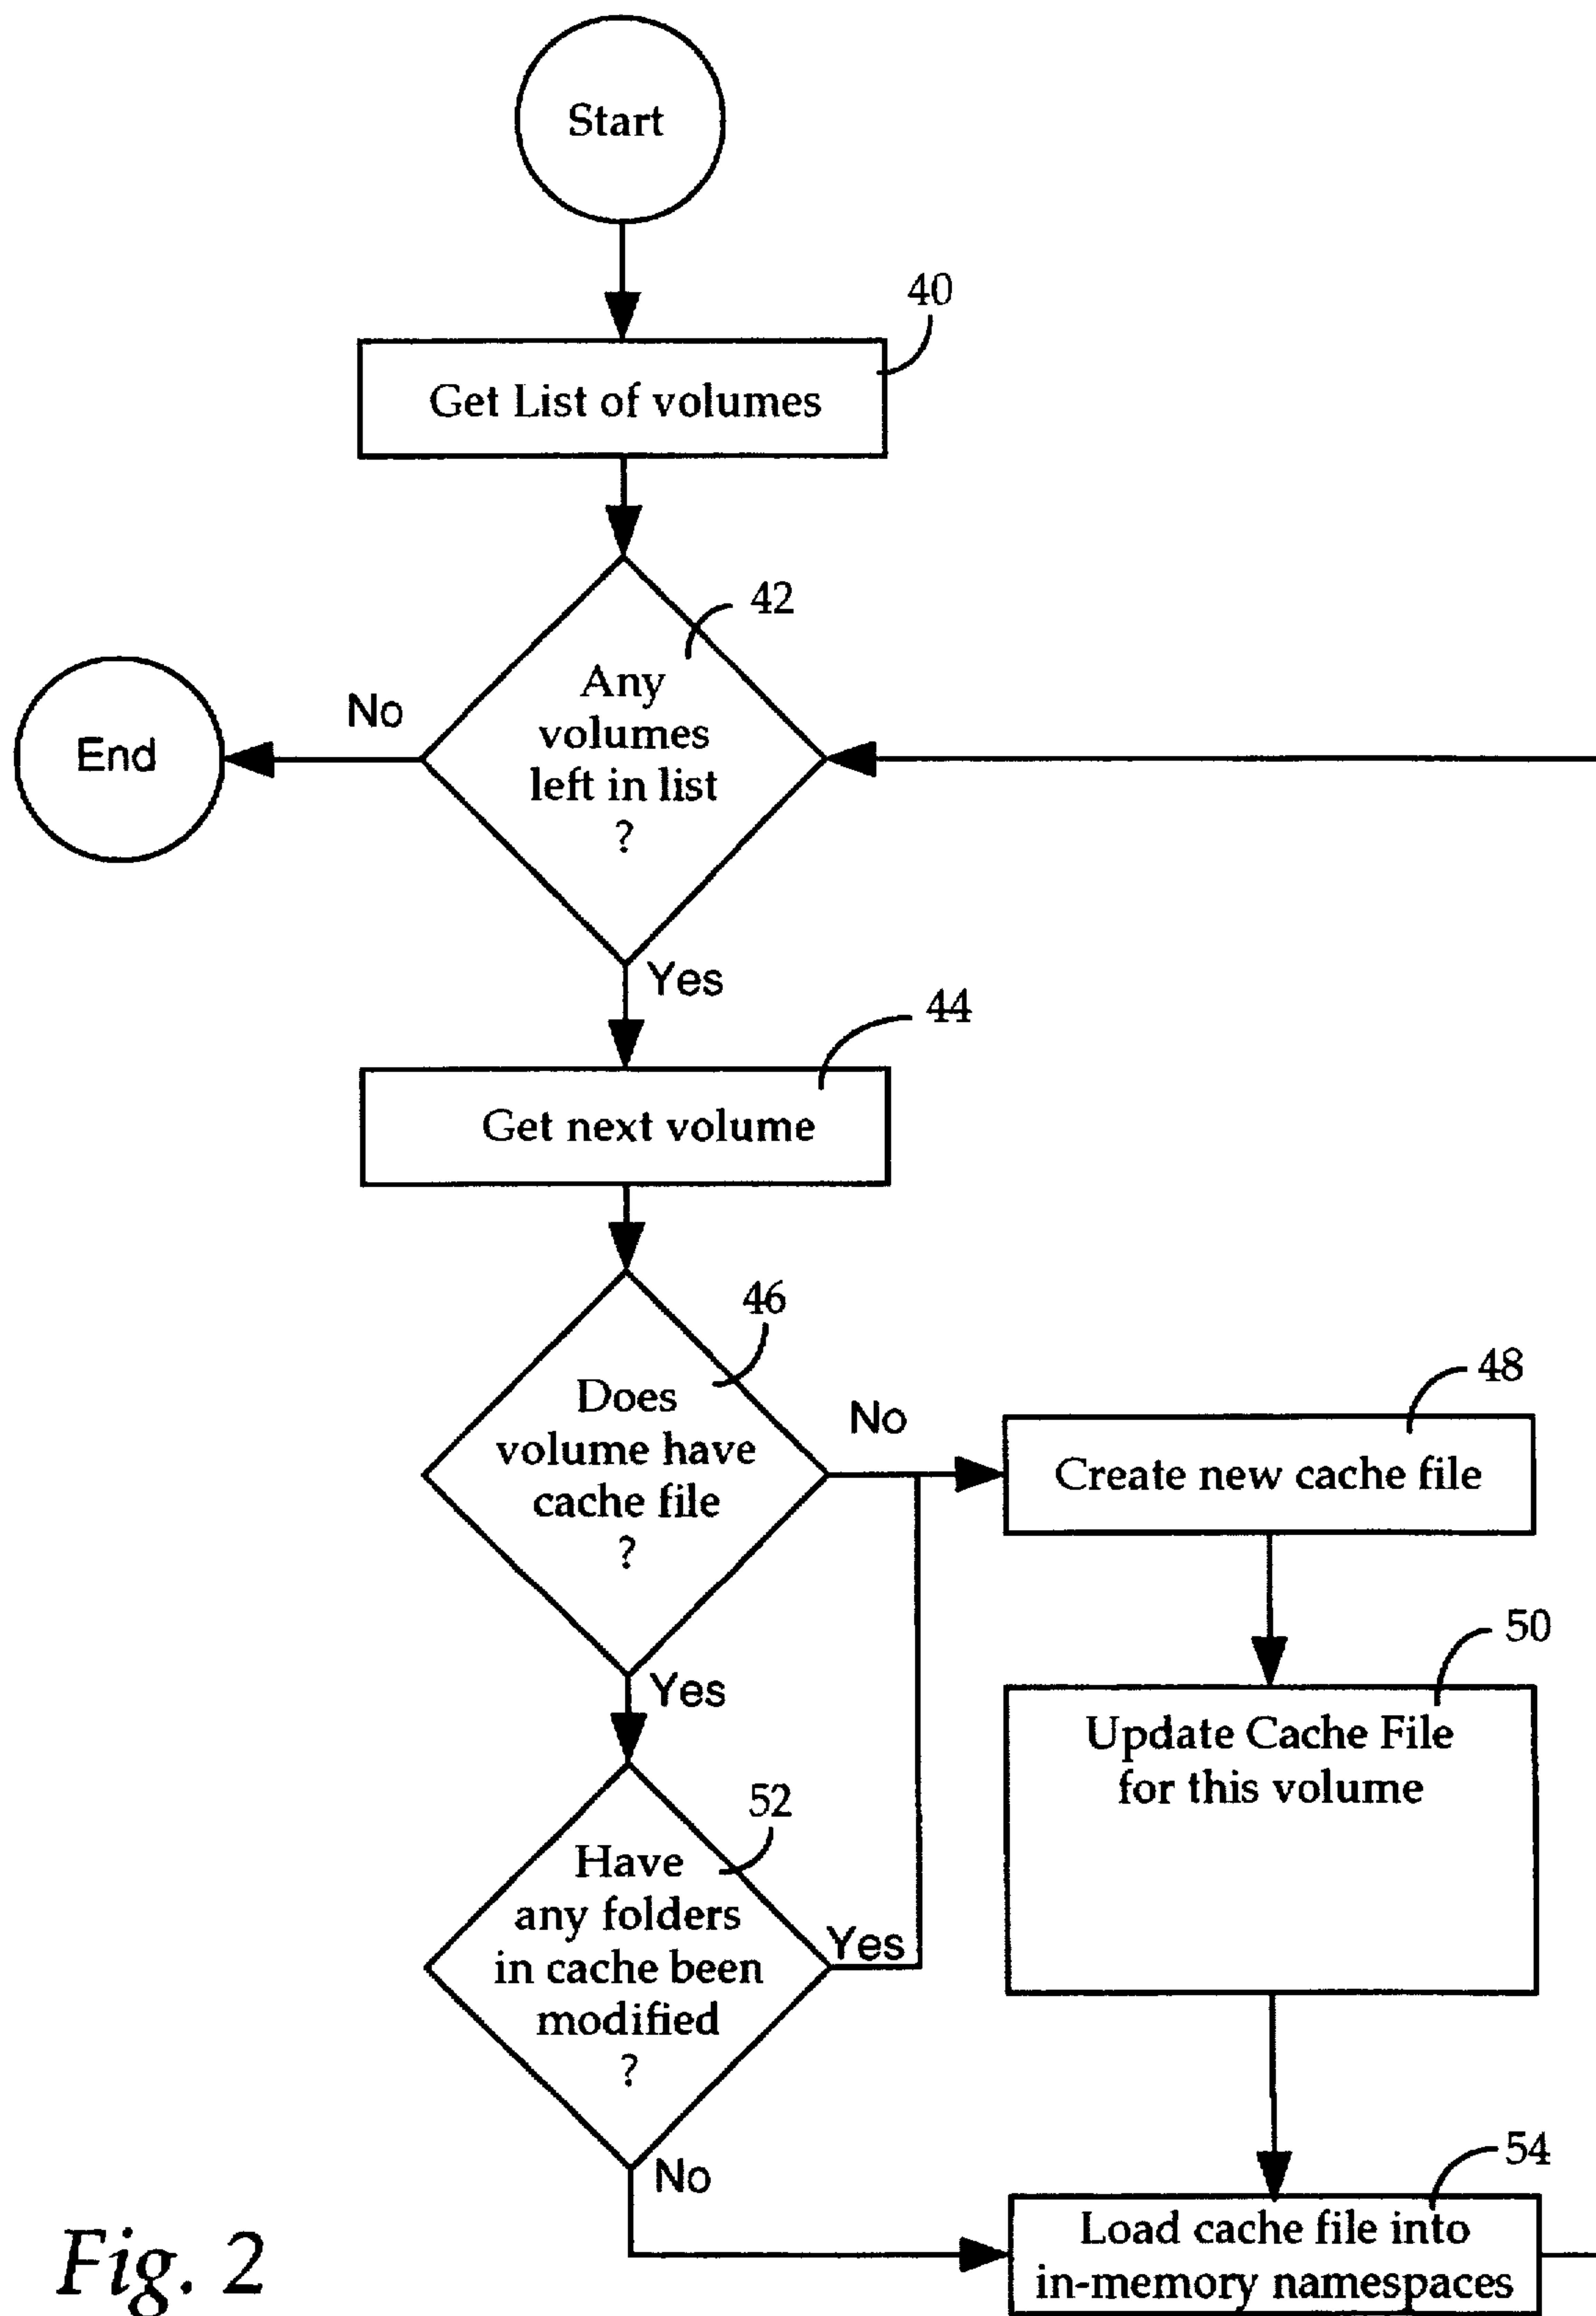 Start
40
Get List of volumes
42
Any
volumes
left in list
?
No
End
Yes
44
Get next volume
46
Does
volume have
cache file
?
No
48
Create new cache file
Yes
50
Update Cache File
for this volume
52
Have
any folders
in cache been
modified
?
Yes
No
54
Load cache file into
in-memory namespaces
Fig. 2